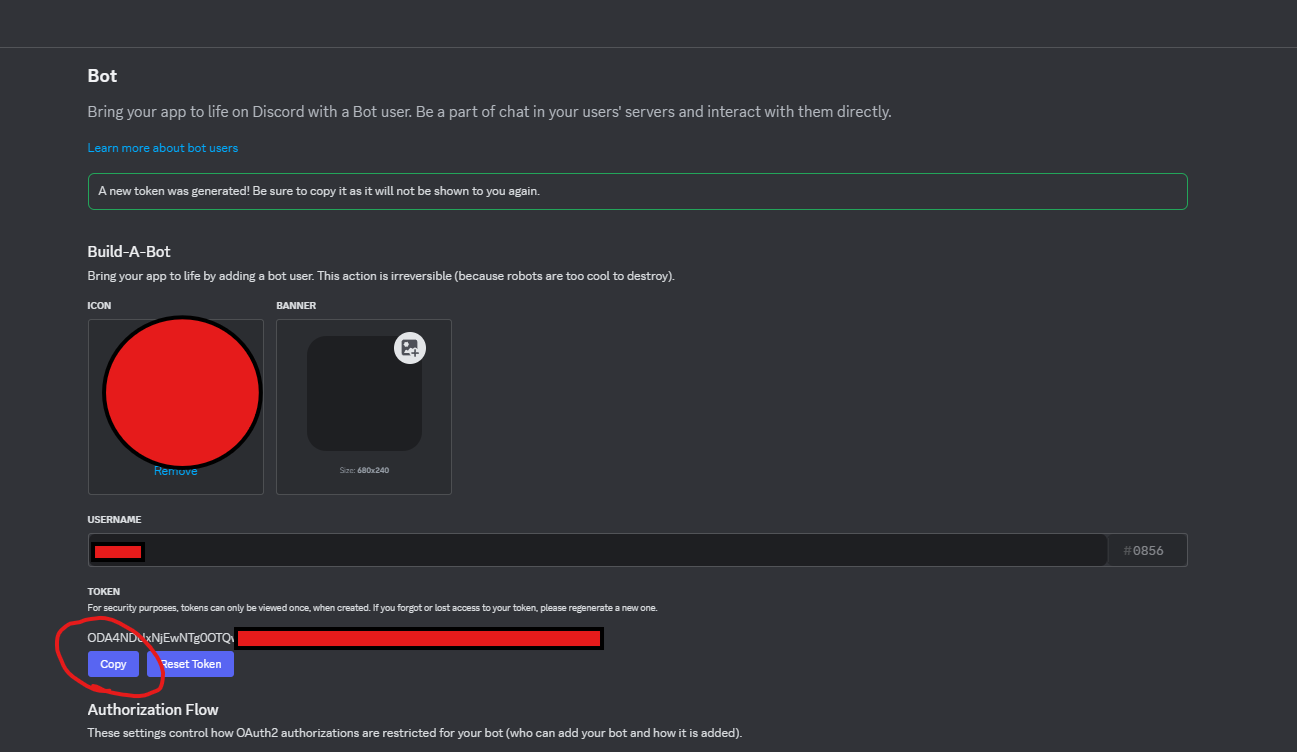 Bot
Bring your app to life on Discord with a Bot user. Be a part of chat in your users' servers and interact with them directly.
Learn more about bot users
A new token was generated! Be sure to copy it as it will not be shown to you again.
Build-A-Bot
Bring your app to life by adding a bot user. This action is irreversible (because robots are too cool to destroy).
ICON BANNER
Remove
Size: 680x240
USERNAME
#0856
TOKEN
For security purposes, tokens can only be viewed once, when created. If you forgot or lost access to your token, please regenerate a new one.
Copy Reset Token
Authorization Flow
These settings control how OAuth2 authorizations are restricted for your bot (who can add your bot and how it is added).